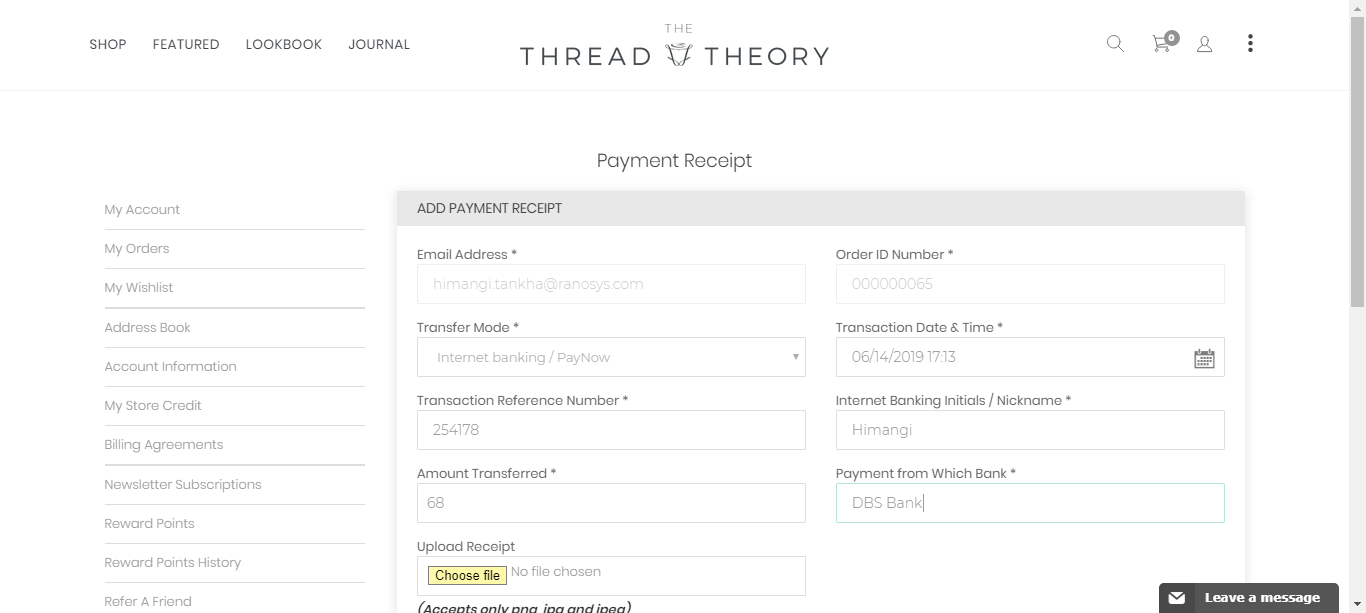 SHOP FEATURED LOOKBOOK JOURNAL
THE
THREAD THEORY
0
Payment Receipt
My Account
My Orders
My Wishlist
Address Book
Account Information
My Store Credit
Billing Agreements
Newsletter Subscriptions
Reward Points
Reward Points History
Refer A Friend
ADD PAYMENT RECEIPT
Email Address * Order ID Number *
himangi.tankha@ranosys.com 000000065
Transfer Mode * Transaction Date & Time *
Internet banking / PayNow 06/14/2019 17:13
Transaction Reference Number * Internet Banking Initials / Nickname *
254178 Himangi
Amount Transferred * Payment from Which Bank *
68 DBS Bank
Upload Receipt
Choose file No file chosen
(Accepts only png, jpg and jpeg)
Leave a message